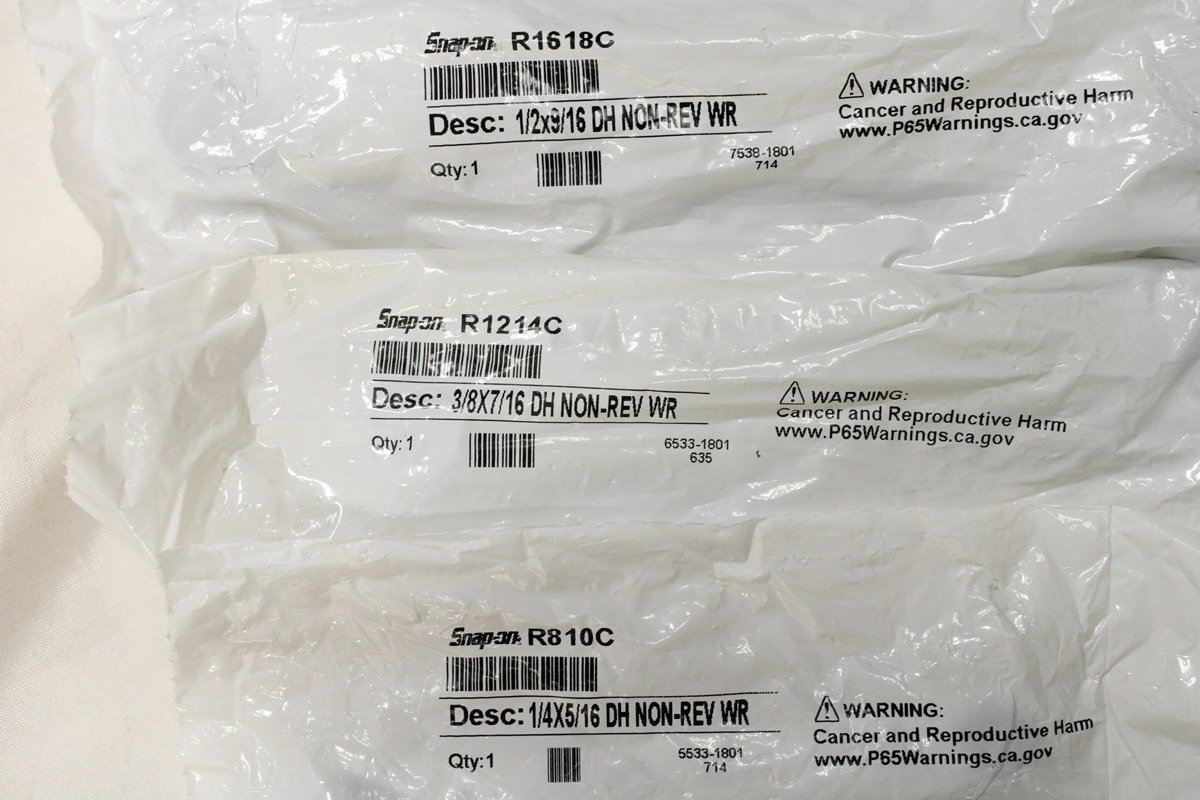 Snap-on R1618C
Desc: 1/2x9/16 DH NON-REV WR
Qty: 1
7538-1801
714
⚠ WARNING:
Cancer and Reproductive Harm
www.P65Warnings.ca.gov
Snap-on R1214C
Desc: 3/8X7/16 DH NON-REV WR
Qty: 1
6533-1801
635
⚠ WARNING:
Cancer and Reproductive Harm
www.P65Warnings.ca.gov
Snap-on R810C
Desc: 1/4X5/16 DH NON-REV WR
Qty: 1
5533-1801
714
⚠ WARNING:
Cancer and Reproductive Harm
www.P65Warnings.ca.gov